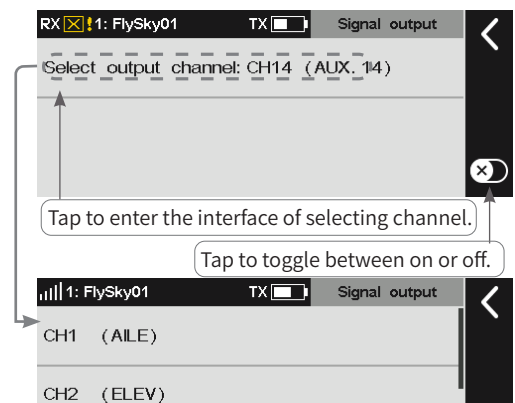 RX !1: FlySky01 TX Signal output
Select output channel: CH14 (AUX. 14)
Tap to enter the interface of selecting channel.
Tap to toggle between on or off.
1: FlySky01 TX Signal output
CH1 (AILE)
CH2 (ELEV)